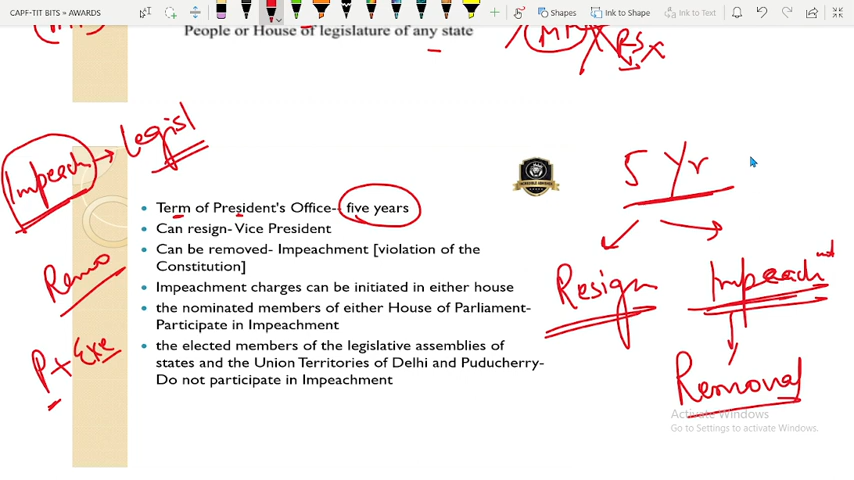 CAPF-TIT BITS » AWARDS
Shapes
Ink to Shape
Ink to Text
People or House of legislature of any state
MP
RS X
Impeach → Legisl
5 Yr
Term of President's Office-- five years
Can resign- Vice President
Can be removed- Impeachment [violation of the
Constitution]
Impeachment charges can be initiated in either house
the nominated members of either House of Parliament-
Participate in Impeachment
the elected members of the legislative assemblies of
states and the Union Territories of Delhi and Puducherry-
Do not participate in Impeachment
Remo
P x Exe
Resign
Impeach
Removal
Activate Windows
Go to Settings to activate Windows.